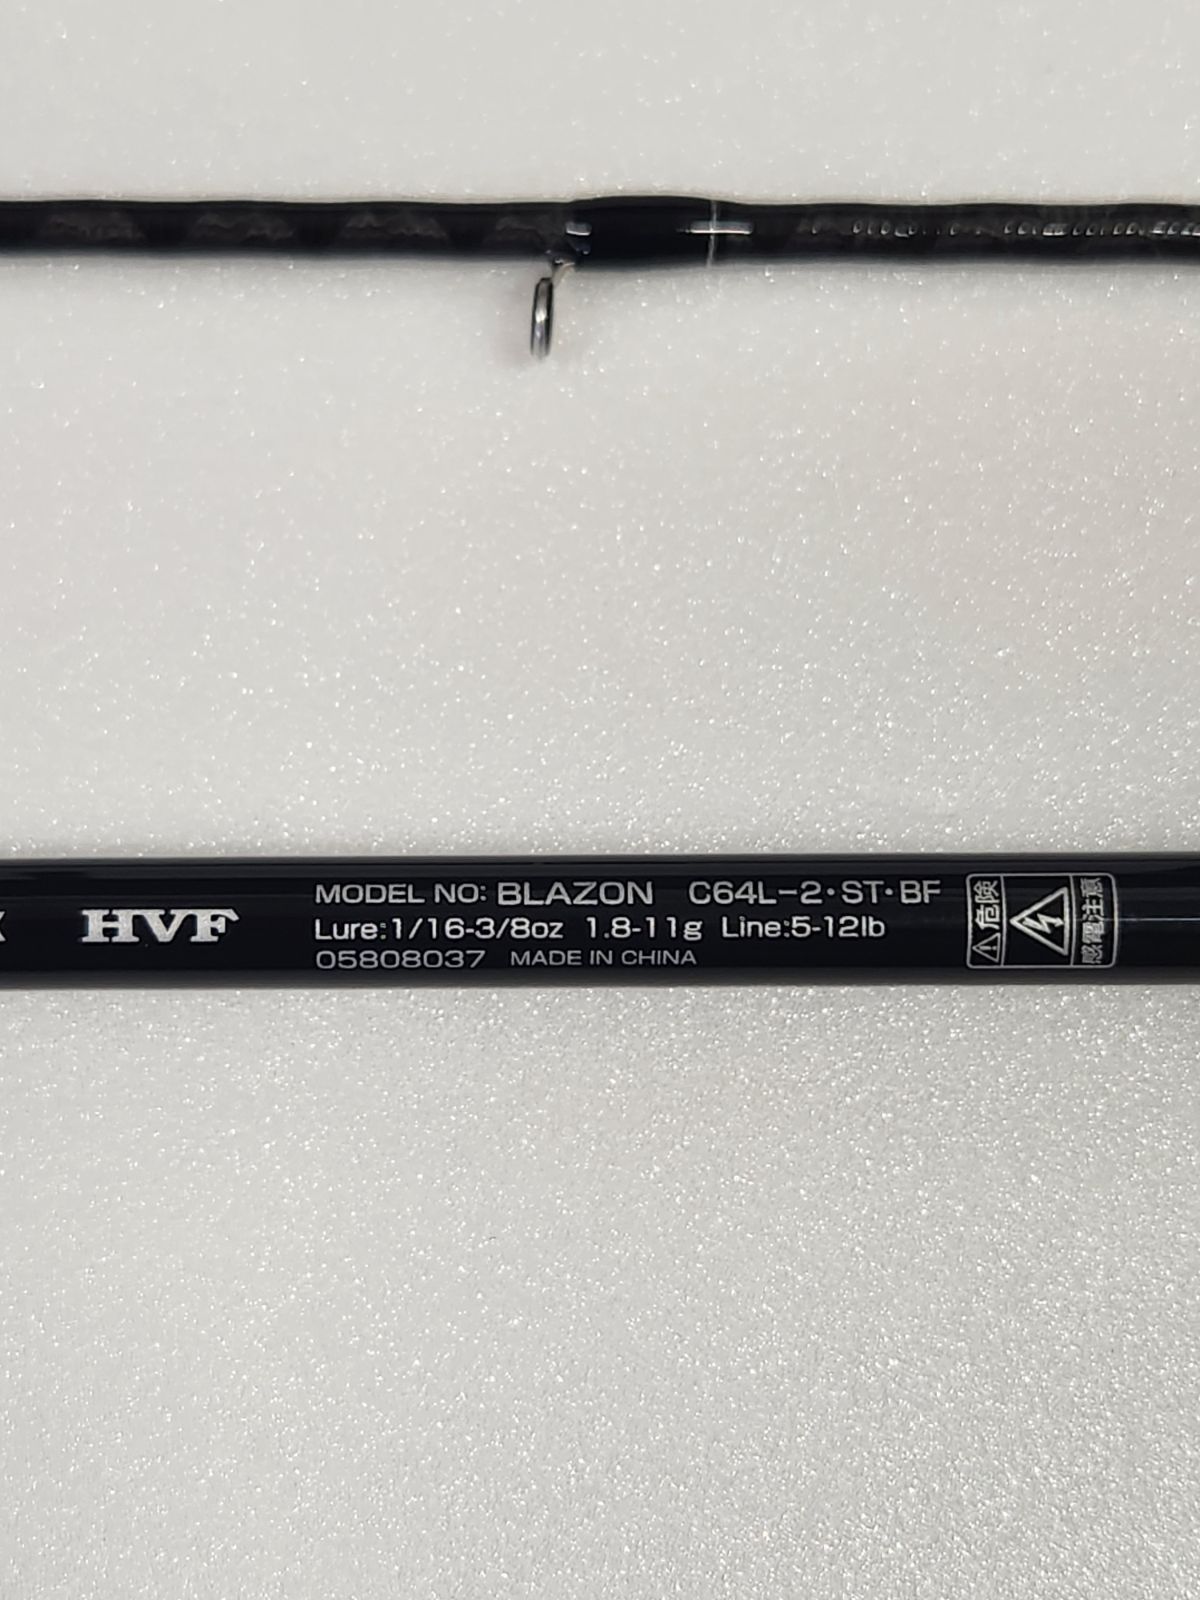 HVF
MODEL NO: BLAZON C64L-2・ST・BF
Lure:1/16-3/8oz 1.8-11g Line:5-12lb
05808037 MADE IN CHINA
危険
感電注意